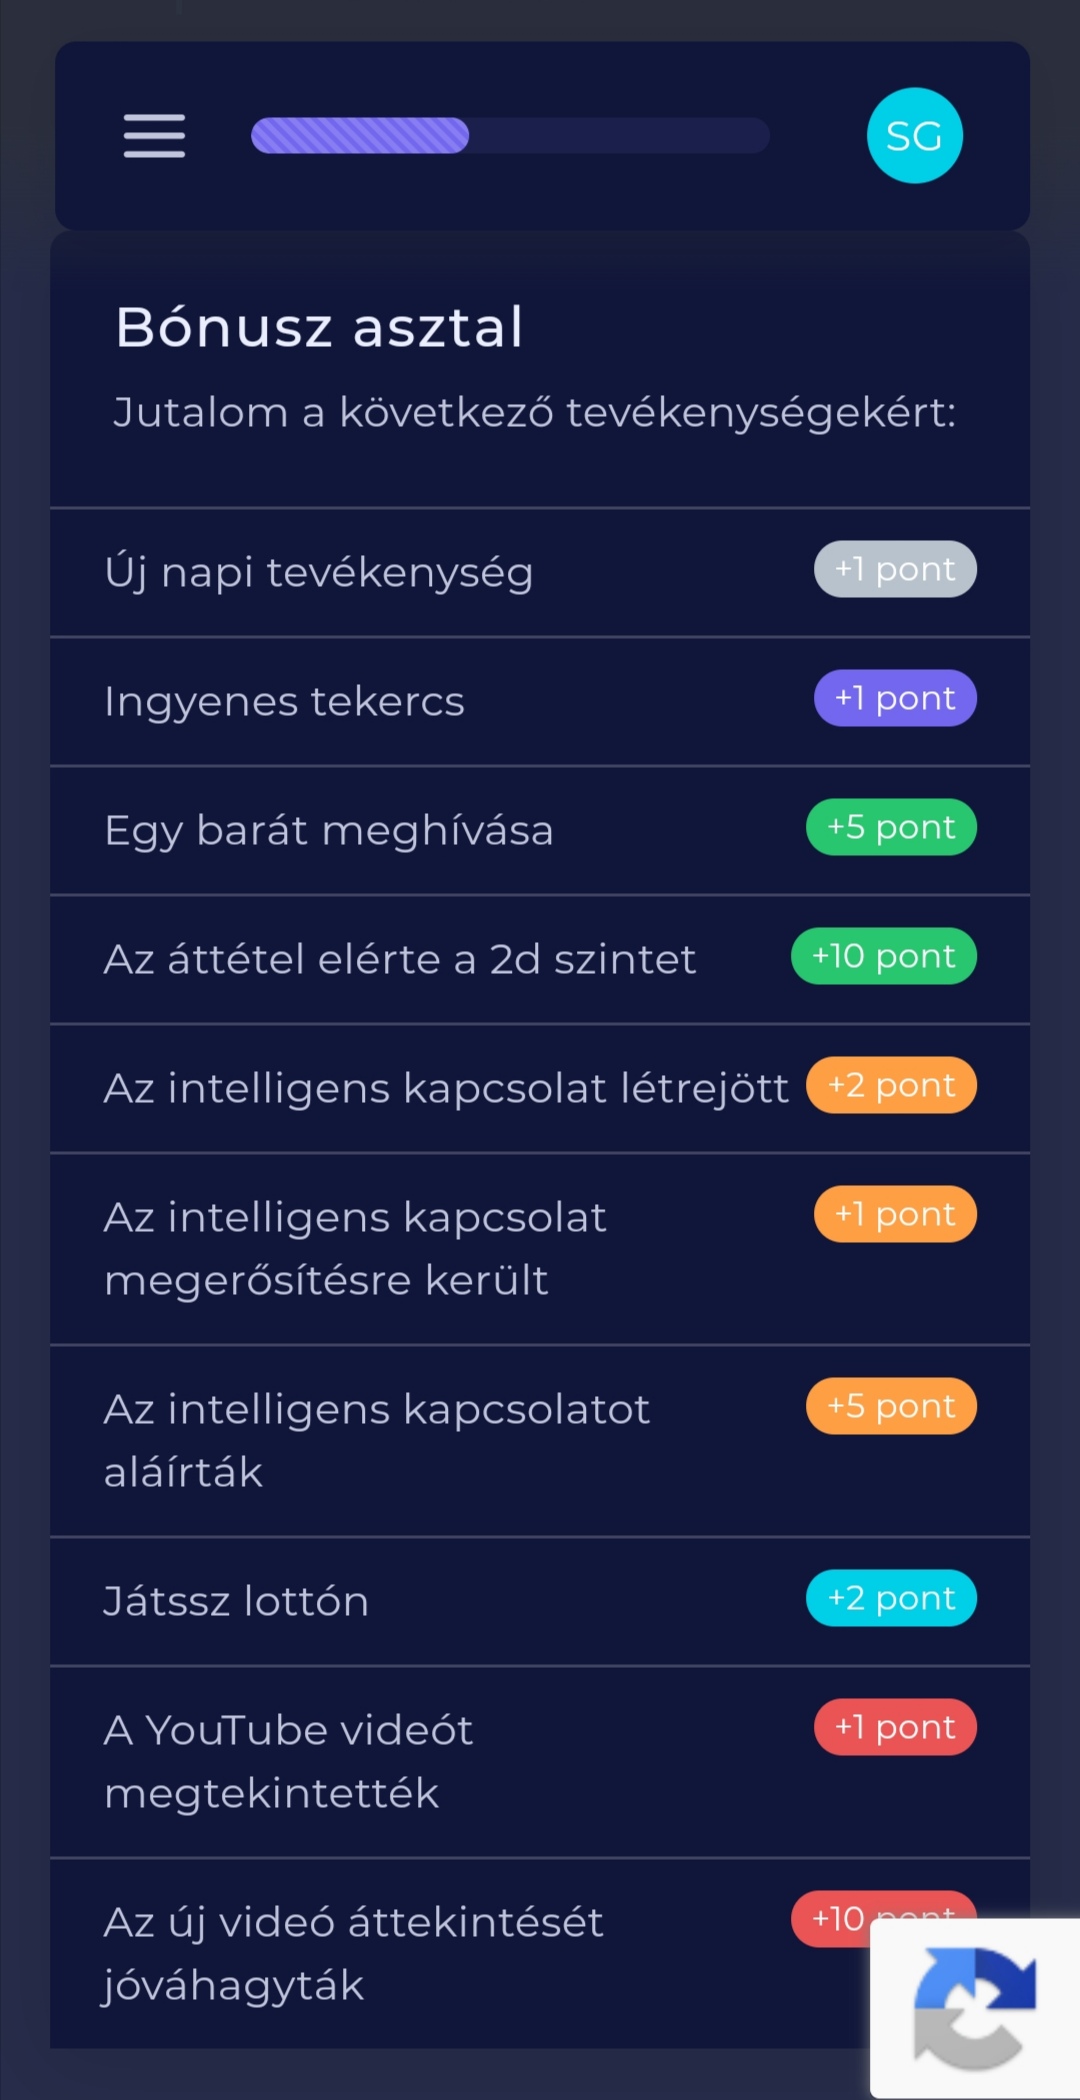 SG
Bónusz asztal
Jutalom a következő tevékenységekért:
Új napi tevékenység +1 pont
Ingyenes tekercs +1 pont
Egy barát meghívása +5 pont
Az áttétel elérte a 2d szintet +10 pont
Az intelligens kapcsolat létrejött +2 pont
Az intelligens kapcsolat +1 pont
megerősítésre került
Az intelligens kapcsolatot +5 pont
aláírták
Játssz lottón +2 pont
A YouTube videót +1 pont
megtekintették
Az új videó áttekintését +10 pont
jóváhagyták